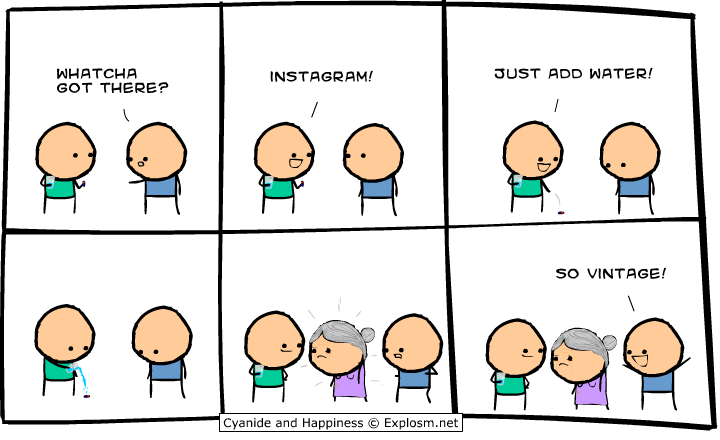 WHATCHA
GOT THERE?
INSTAGRAM!
JUST ADD WATER!
SO VINTAGE!
Cyanide and Happiness © Explosm.net